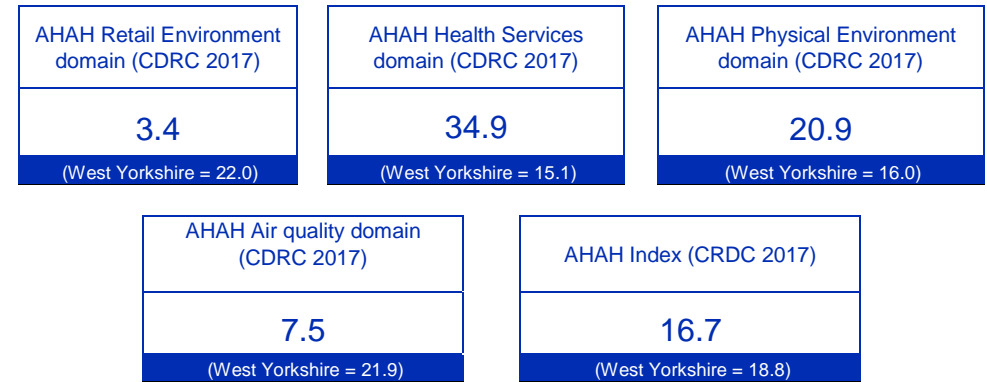 AHAH Retail Environment
domain (CDRC 2017)
3.4
(West Yorkshire = 22.0)
AHAH Health Services
domain (CDRC 2017)
34.9
(West Yorkshire = 15.1)
AHAH Physical Environment
domain (CDRC 2017)
20.9
(West Yorkshire = 16.0)
AHAH Air quality domain
(CDRC 2017)
7.5
(West Yorkshire = 21.9)
AHAH Index (CRDC 2017)
16.7
(West Yorkshire = 18.8)